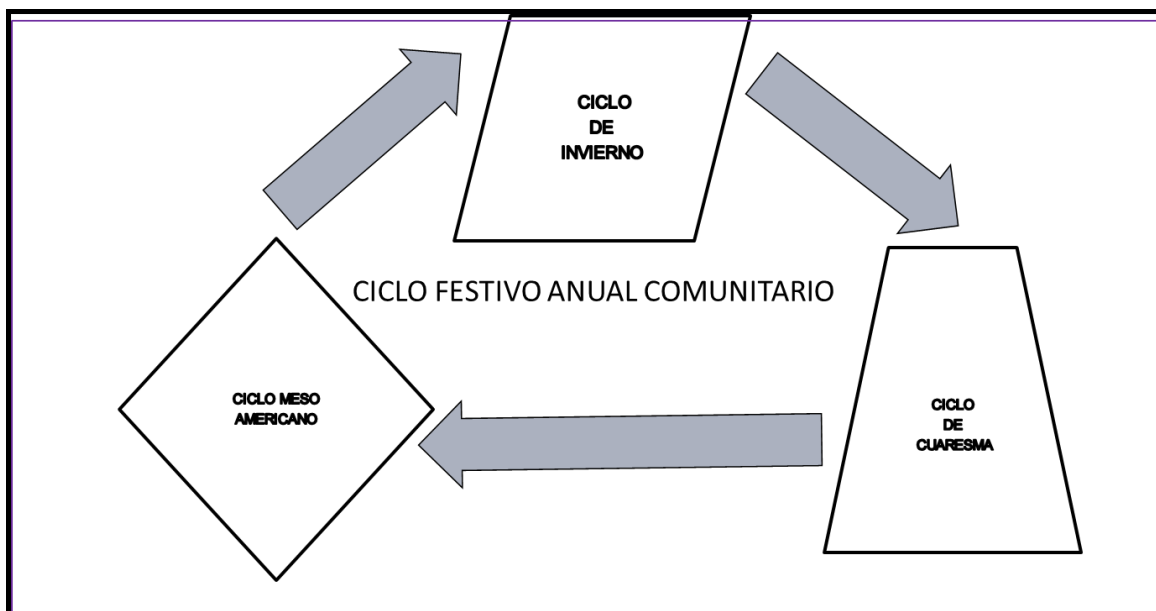 CICLO
DE
INVIERNO
CICLO FESTIVO ANUAL COMUNITARIO
CICLO MESO
AMERICANO
CICLO
DE
CUARESMA